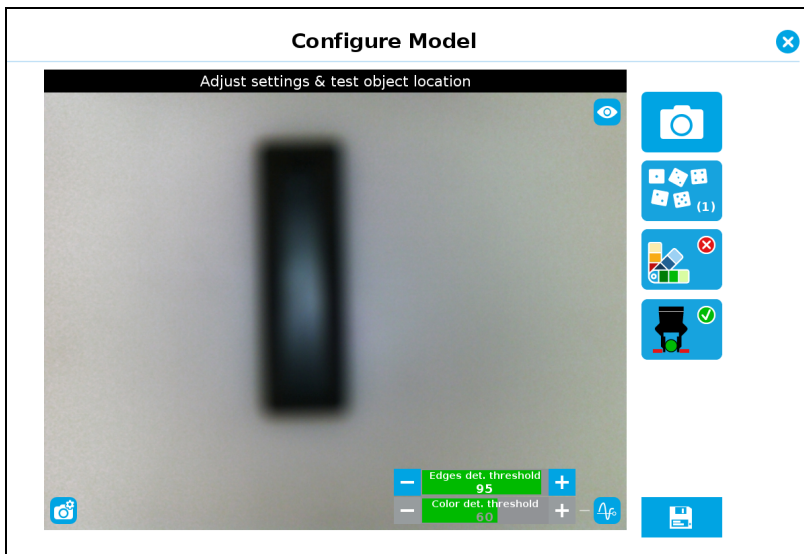 Configure Model
Adjust settings & test object location
(1)
Edges det. threshold
95
Color det. threshold
60